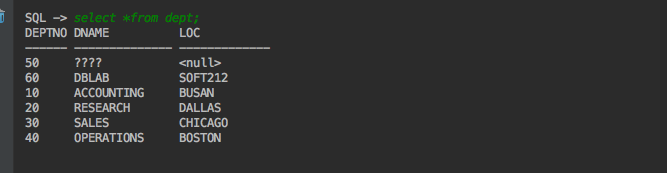 SQL -> select *from dept;
DEPTNO DNAME          LOC
------ -------------- -------------
50     ????           <null>
60     DBLAB          SOFT212
10     ACCOUNTING     BUSAN
20     RESEARCH       DALLAS
30     SALES          CHICAGO
40     OPERATIONS     BOSTON